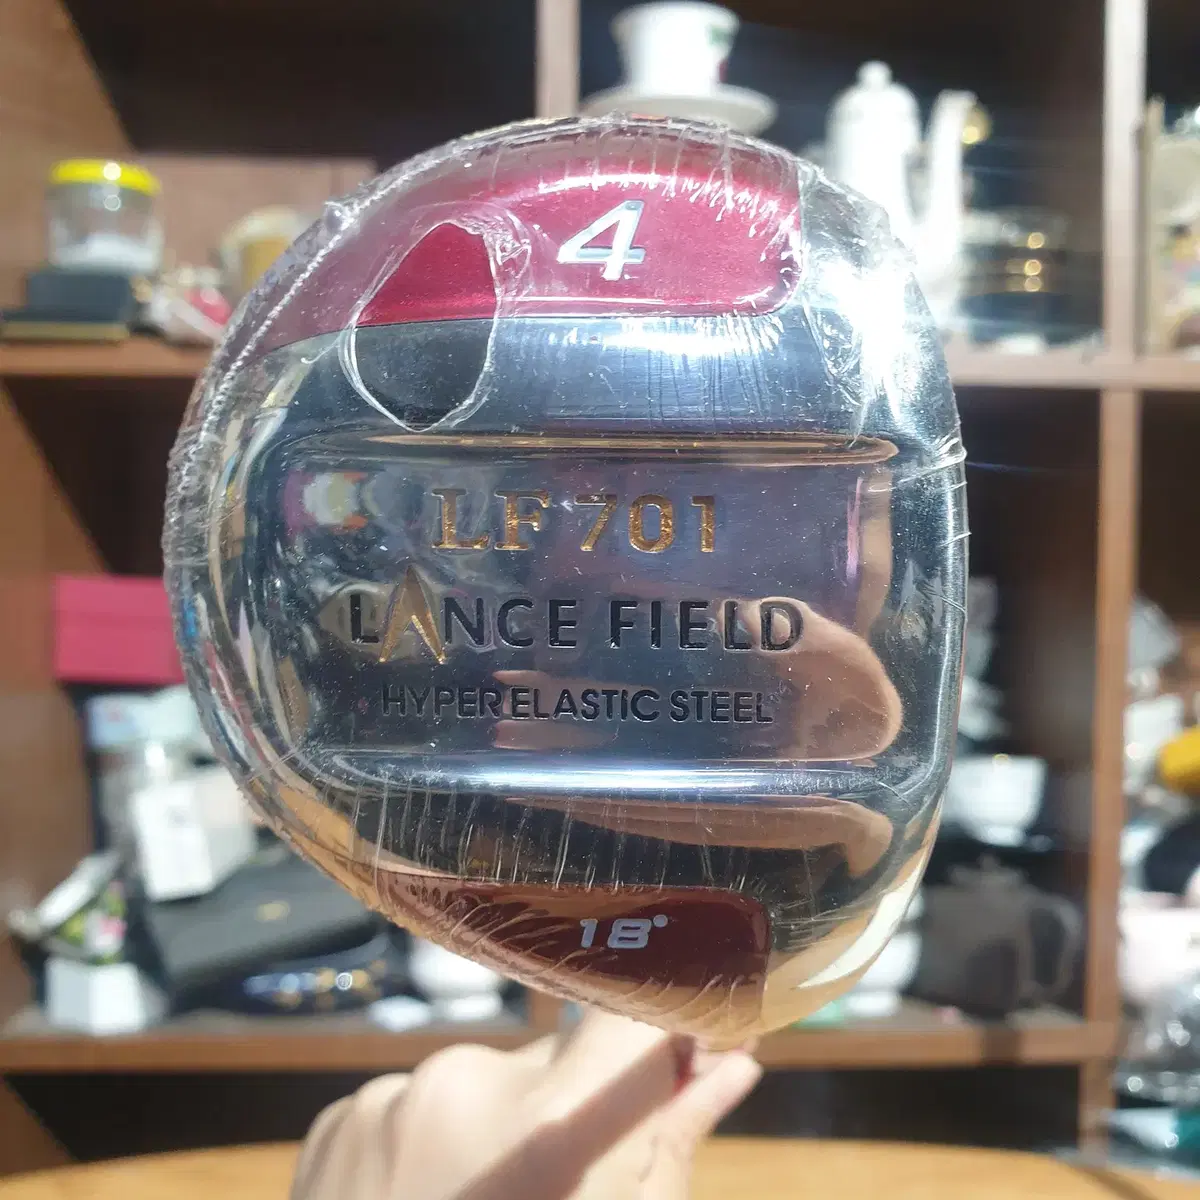 4
LF 701
LANCE FIELD
HYPER ELASTIC STEEL
18°